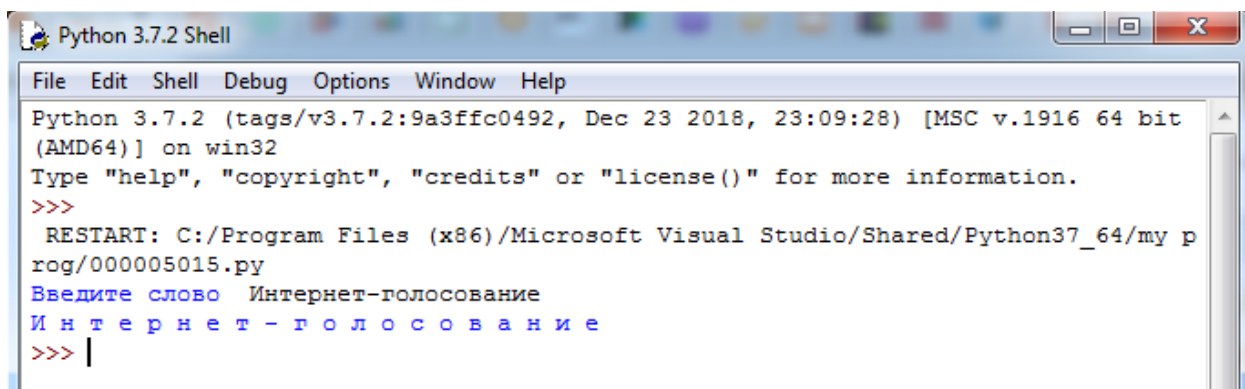 Python 3.7.2 Shell
File Edit Shell Debug Options Window Help
Python 3.7.2 (tags/v3.7.2:9a3ffc0492, Dec 23 2018, 23:09:28) [MSC v.1916 64 bit
(AMD64)] on win32
Type "help", "copyright", "credits" or "license()" for more information.
>>>
RESTART: C:/Program Files (x86)/Microsoft Visual Studio/Shared/Python37_64/my p
rog/000005015.py
Введите слово  Интернет-голосование
И н т е р н е т - г о л о с о в а н и е
>>>